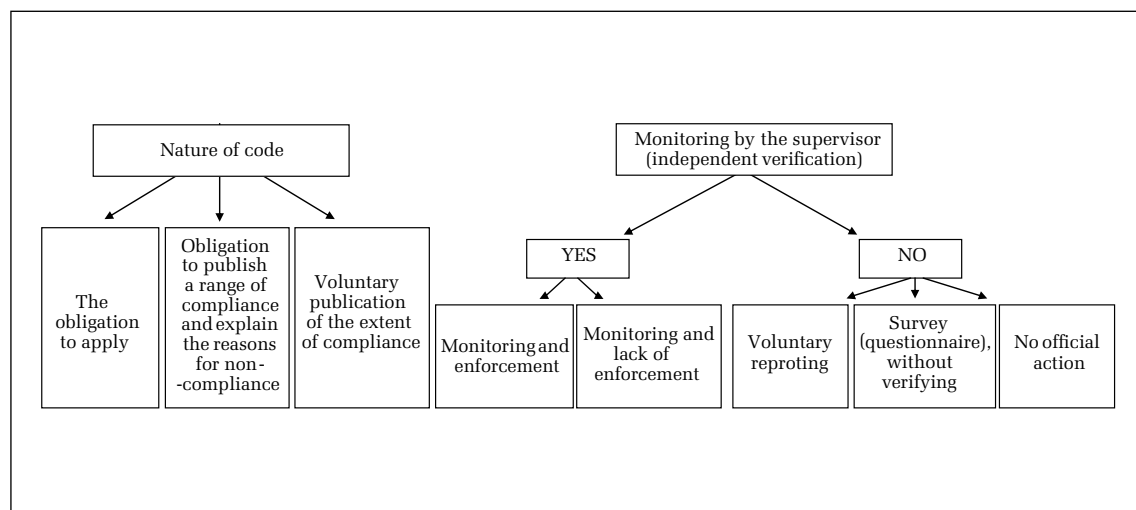 Nature of code
The
obligation
to apply
Obligation
to publish
a range of
compliance
and explain
the reasons
for non-
-compliance
Voluntary
publication
of the extent
of compliance
Monitoring by the supervisor
(independent verification)
YES
Monitoring and
enforcement
Monitoring and
lack of
enforcement
NO
Voluntary
reproting
Survey
(questionnaire),
without
verifying
No official
action